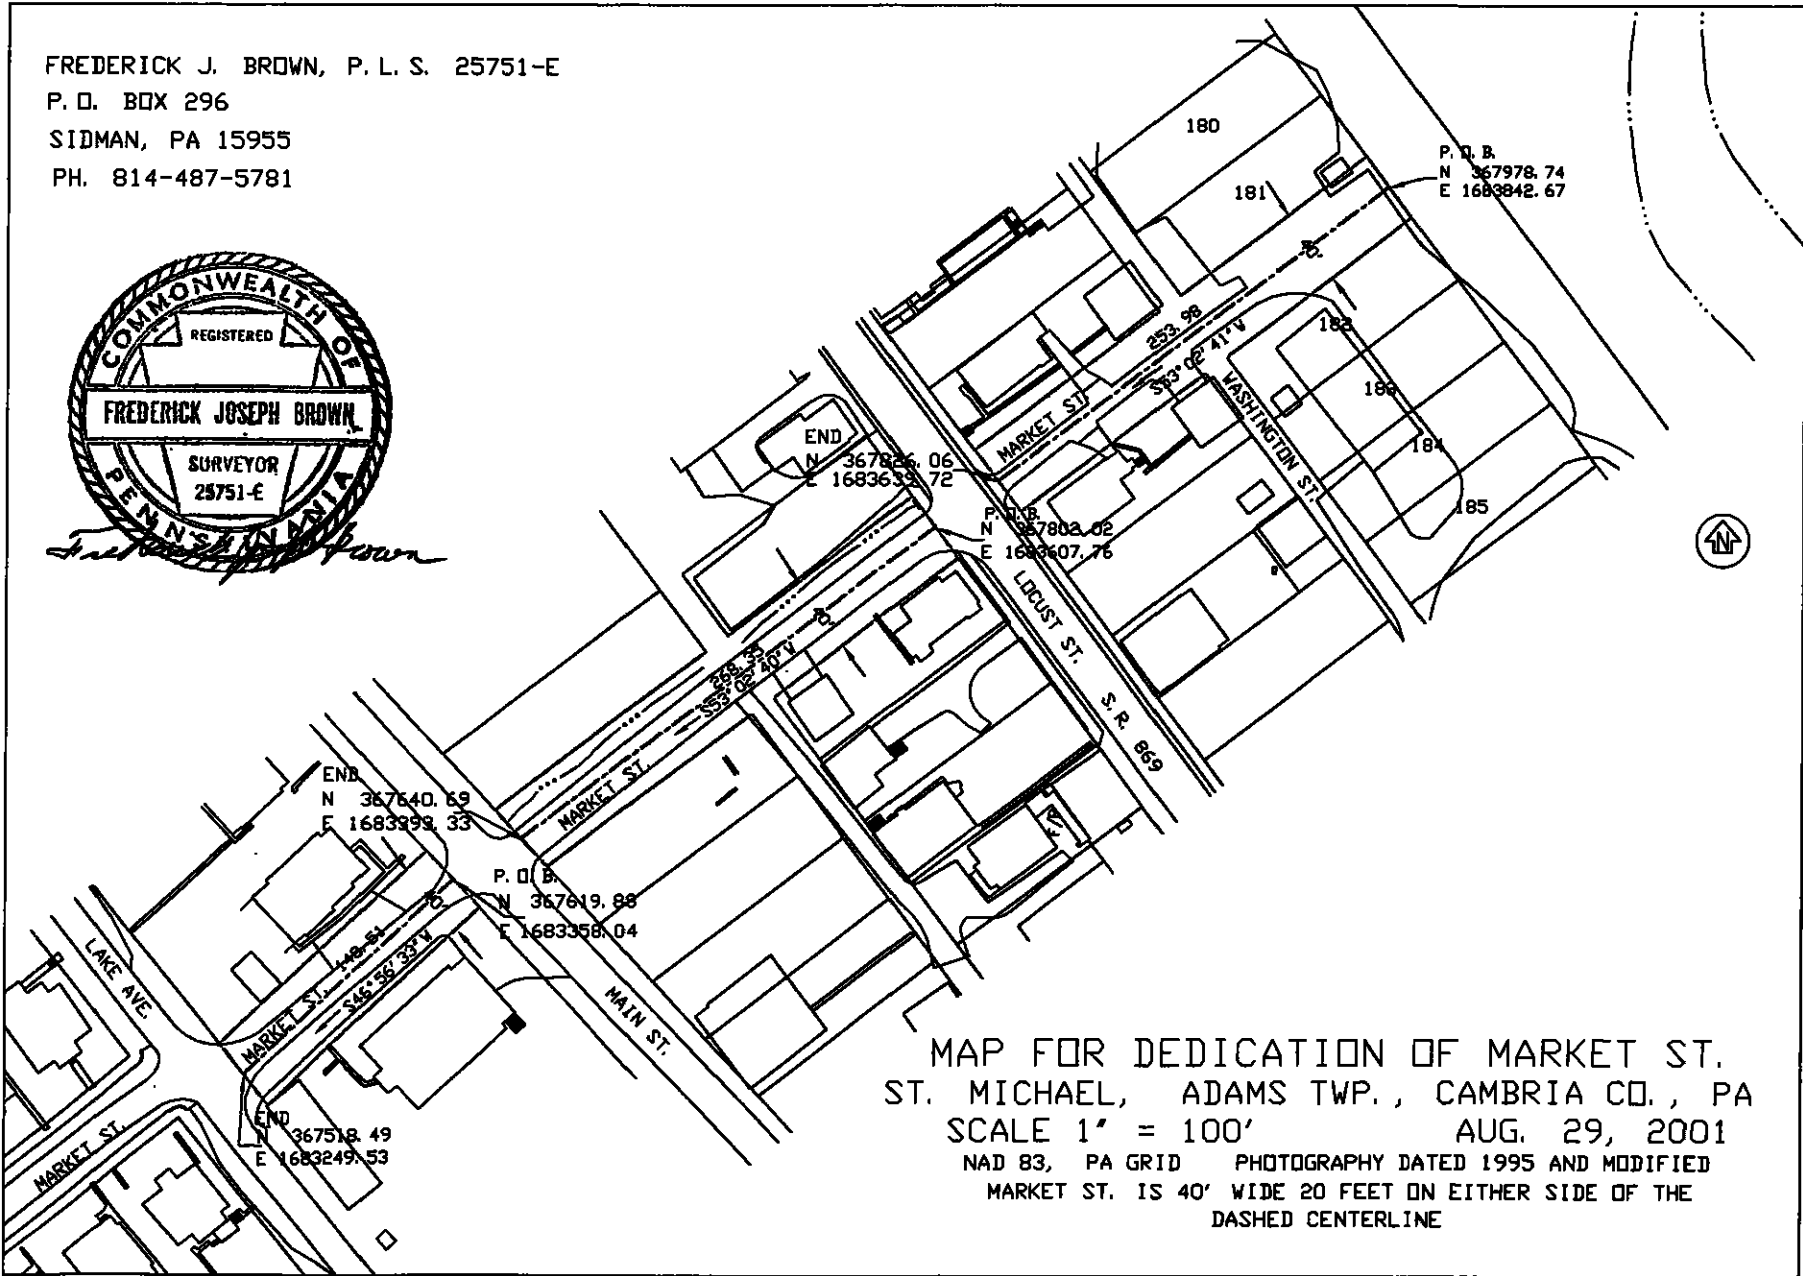 FREDERICK J. BROWN, P. L. S. 25751-E
P. O. BOX 296
SIDMAN, PA 15955
PH. 814-487-5781
COMMONWEALTH OF
REGISTERED
FREDERICK JOSEPH BROWN
SURVEYOR
25751-E
PENNSYLVANIA
180
181
P. O. B.
N 367978. 74
E 1683842. 67
40'
253. 98
S53° 02' 41" W
MARKET ST.
WASHINGTON ST.
182
183
184
185
N
END
N 367826. 06
E 1683639. 72
P. O. B.
N 367802. 02
E 1683607. 76
LOCUST ST.
S. R. 869
40'
268. 35
S53° 02' 40" W
MARKET ST.
END
N 367640. 69
E 1683393. 33
P. O. B.
N 367619. 88
E 1683358. 04
40'
148. 51
S46° 56' 33" W
MARKET ST.
MAIN ST.
LAKE AVE.
END
N 367518. 49
E 1683249. 53
MARKET ST.
MAP FOR DEDICATION OF MARKET ST.
ST. MICHAEL, ADAMS TWP. , CAMBRIA CO. , PA
SCALE 1" = 100' AUG. 29, 2001
NAD 83, PA GRID PHOTOGRAPHY DATED 1995 AND MODIFIED
MARKET ST. IS 40' WIDE 20 FEET ON EITHER SIDE OF THE
DASHED CENTERLINE